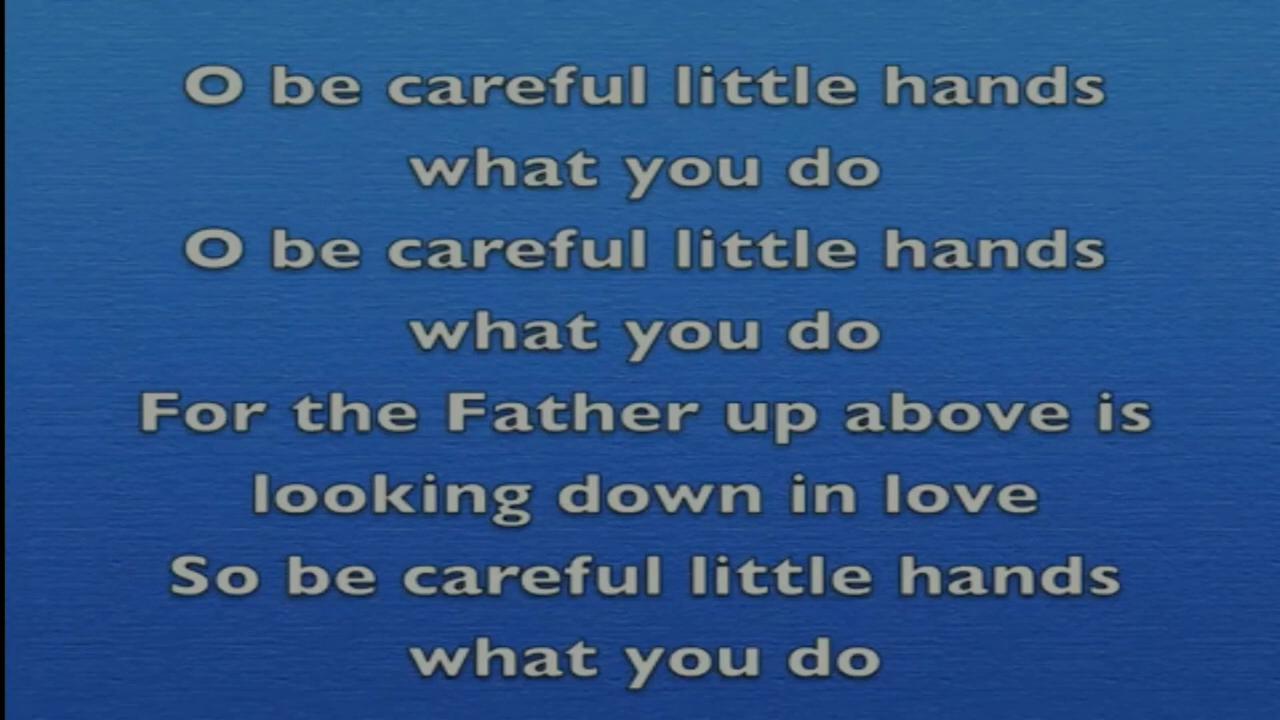 O be careful little hands
what you do
O be careful little hands
what you do
For the Father up above is
looking down in love
So be careful little hands
what you do